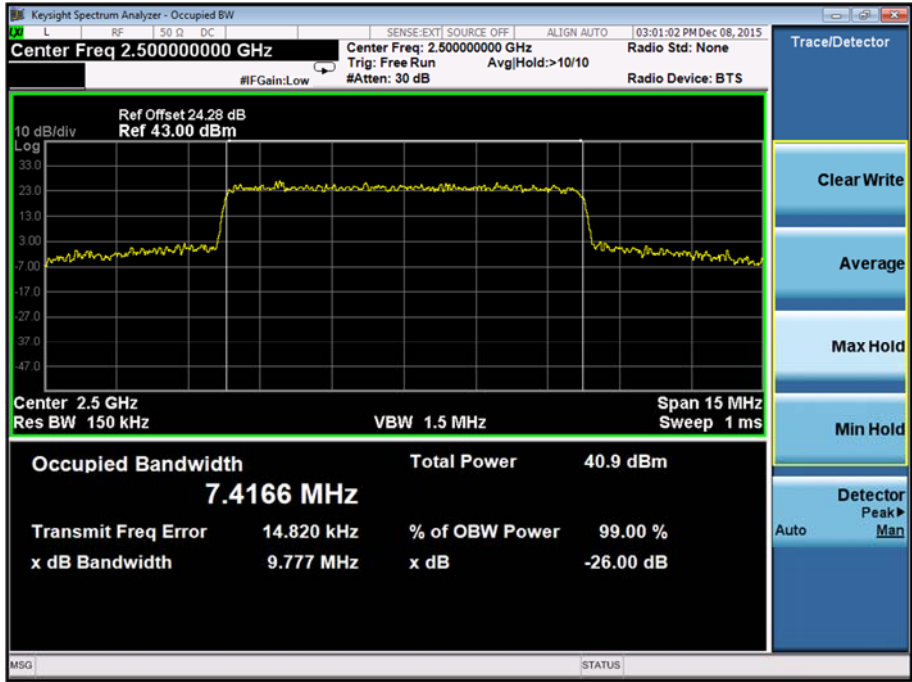 Keysight Spectrum Analyzer - Occupied BW
LXI L RF 50 Ω DC SENSE:EXT SOURCE OFF ALIGN AUTO 03:01:02 PM Dec 08, 2015
Center Freq 2.500000000 GHz
Center Freq: 2.500000000 GHz
Radio Std: None
Trig: Free Run Avg|Hold:>10/10
#IFGain:Low #Atten: 30 dB Radio Device: BTS
Ref Offset 24.28 dB
10 dB/div Ref 43.00 dBm
Log
33.0
23.0
13.0
3.00
-7.00
-17.0
-27.0
-37.0
-47.0
Center 2.5 GHz Span 15 MHz
Res BW 150 kHz VBW 1.5 MHz Sweep 1 ms
Occupied Bandwidth Total Power 40.9 dBm
7.4166 MHz
Transmit Freq Error 14.820 kHz % of OBW Power 99.00 %
x dB Bandwidth 9.777 MHz x dB -26.00 dB
MSG STATUS
Trace/Detector
Clear Write
Average
Max Hold
Min Hold
Detector
Peak▶
Auto Man